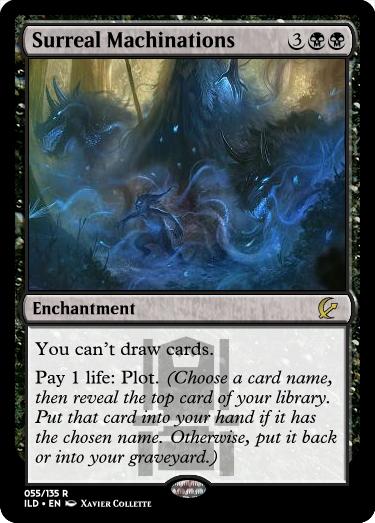 Surreal Machinations 3
Enchantment
You can't draw cards.
Pay 1 life: Plot. (Choose a card name,
then reveal the top card of your library.
Put that card into your hand if it has
the chosen name. Otherwise, put it back
or into your graveyard.)
055/135 R
ILD • EN Xavier Collette